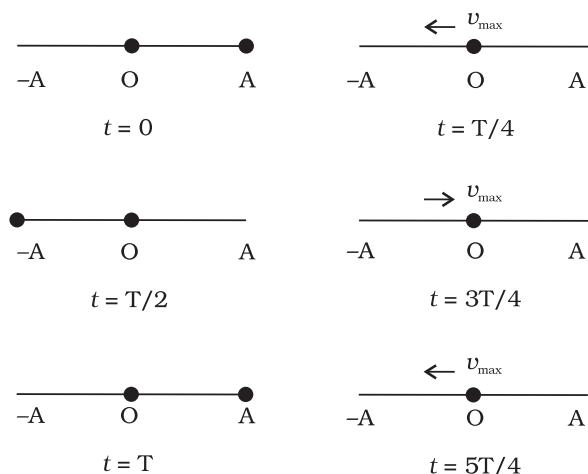 v_max
–A O A –A O A
t = 0 t = T/4
v_max
–A O A –A O A
t = T/2 t = 3T/4
v_max
–A O A –A O A
t = T t = 5T/4